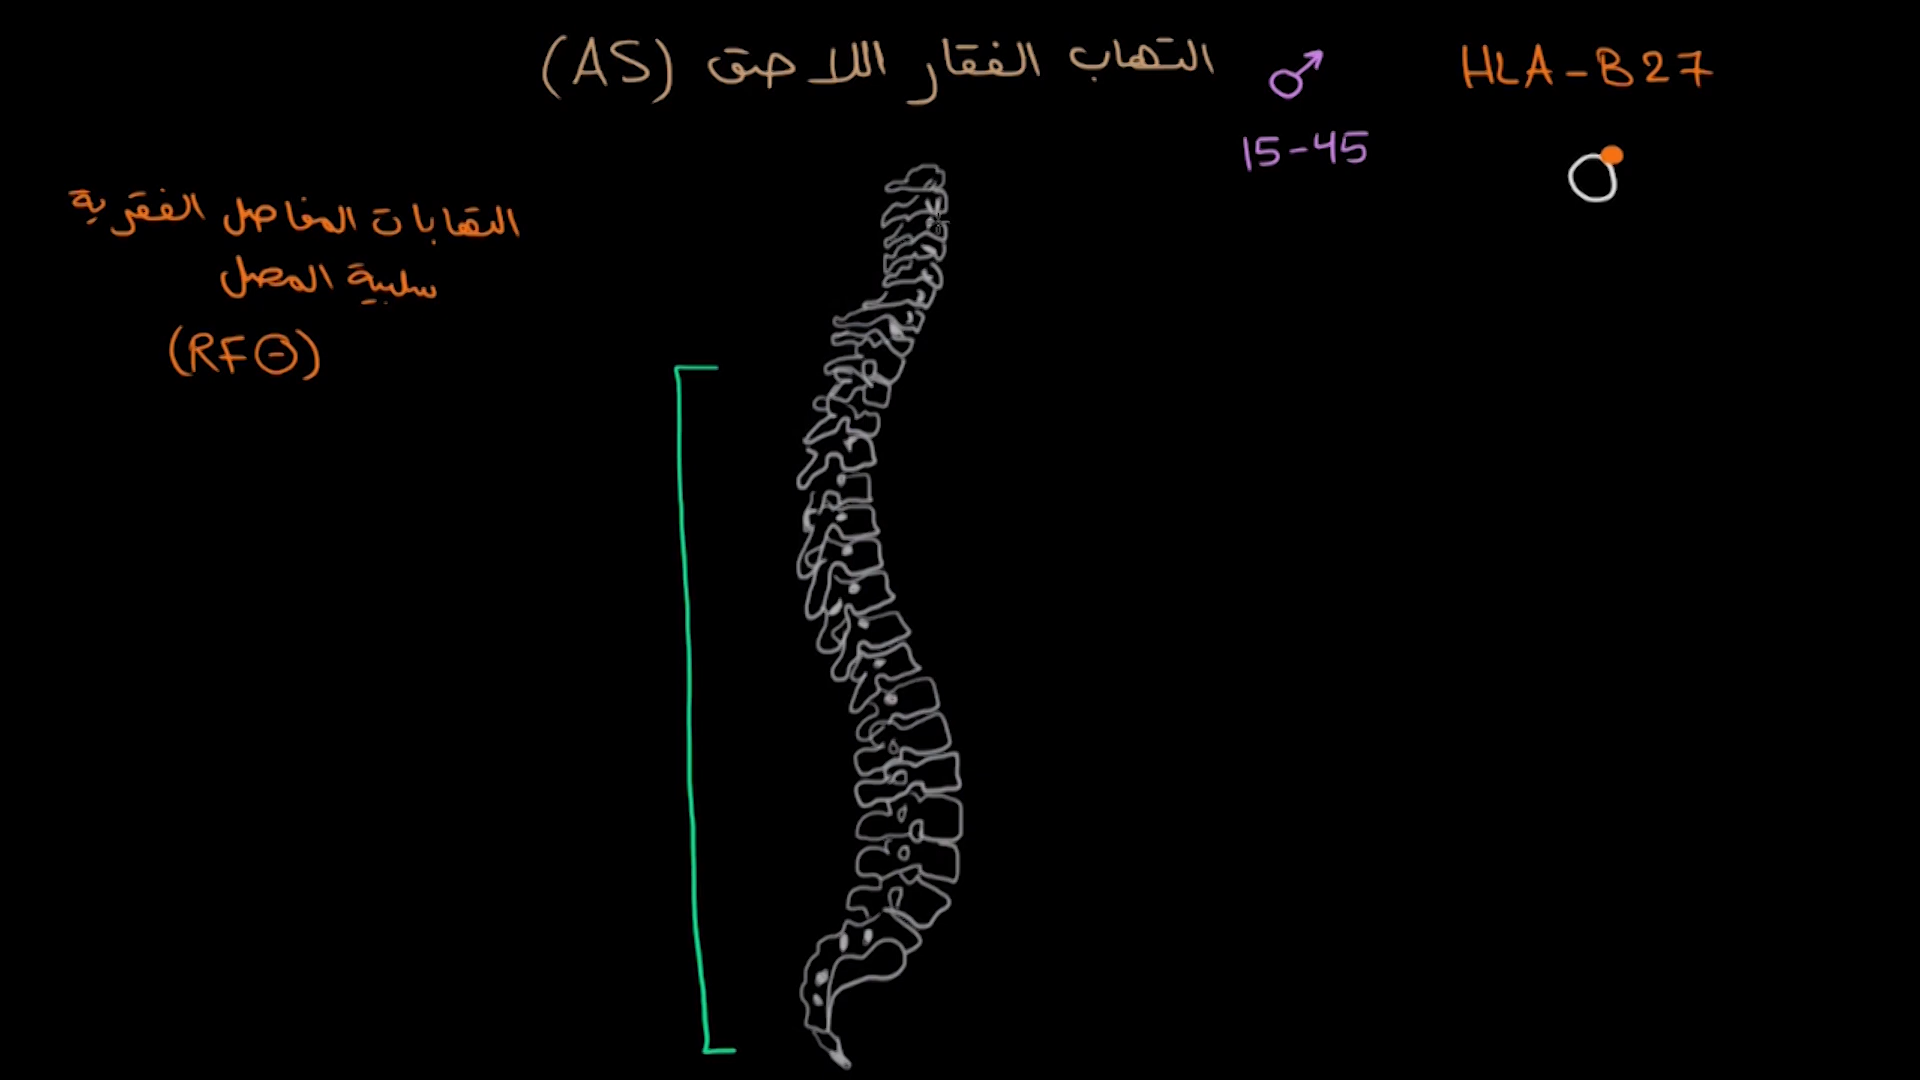 التهاب الفقار اللاصق (AS)
HLA-B27
15-45
التهابات المفاصل الفقرية
سلبية المصل
(RF⊖)